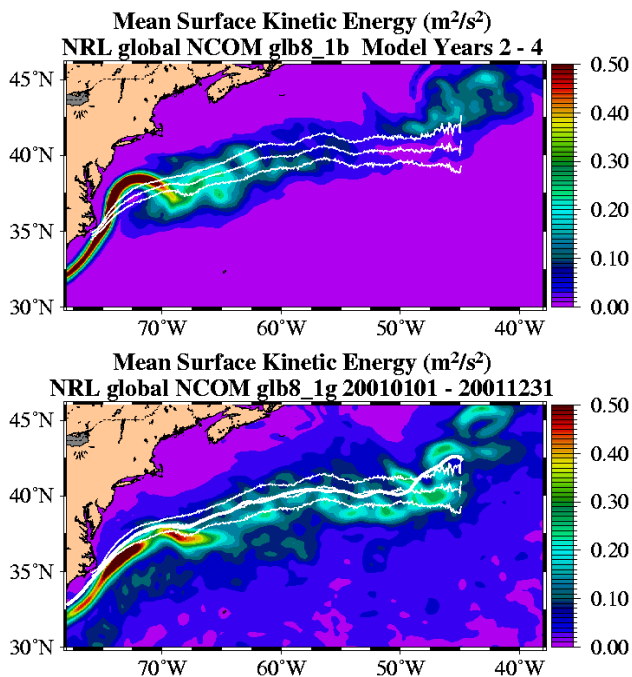 Mean Surface Kinetic Energy (m²/s²)
NRL global NCOM glb8_1b Model Years 2 - 4
45°N
40°N
35°N
30°N
70°W
60°W
50°W
40°W
0.50
0.40
0.30
0.20
0.10
0.00
Mean Surface Kinetic Energy (m²/s²)
NRL global NCOM glb8_1g 20010101 - 20011231
45°N
40°N
35°N
30°N
70°W
60°W
50°W
40°W
0.50
0.40
0.30
0.20
0.10
0.00